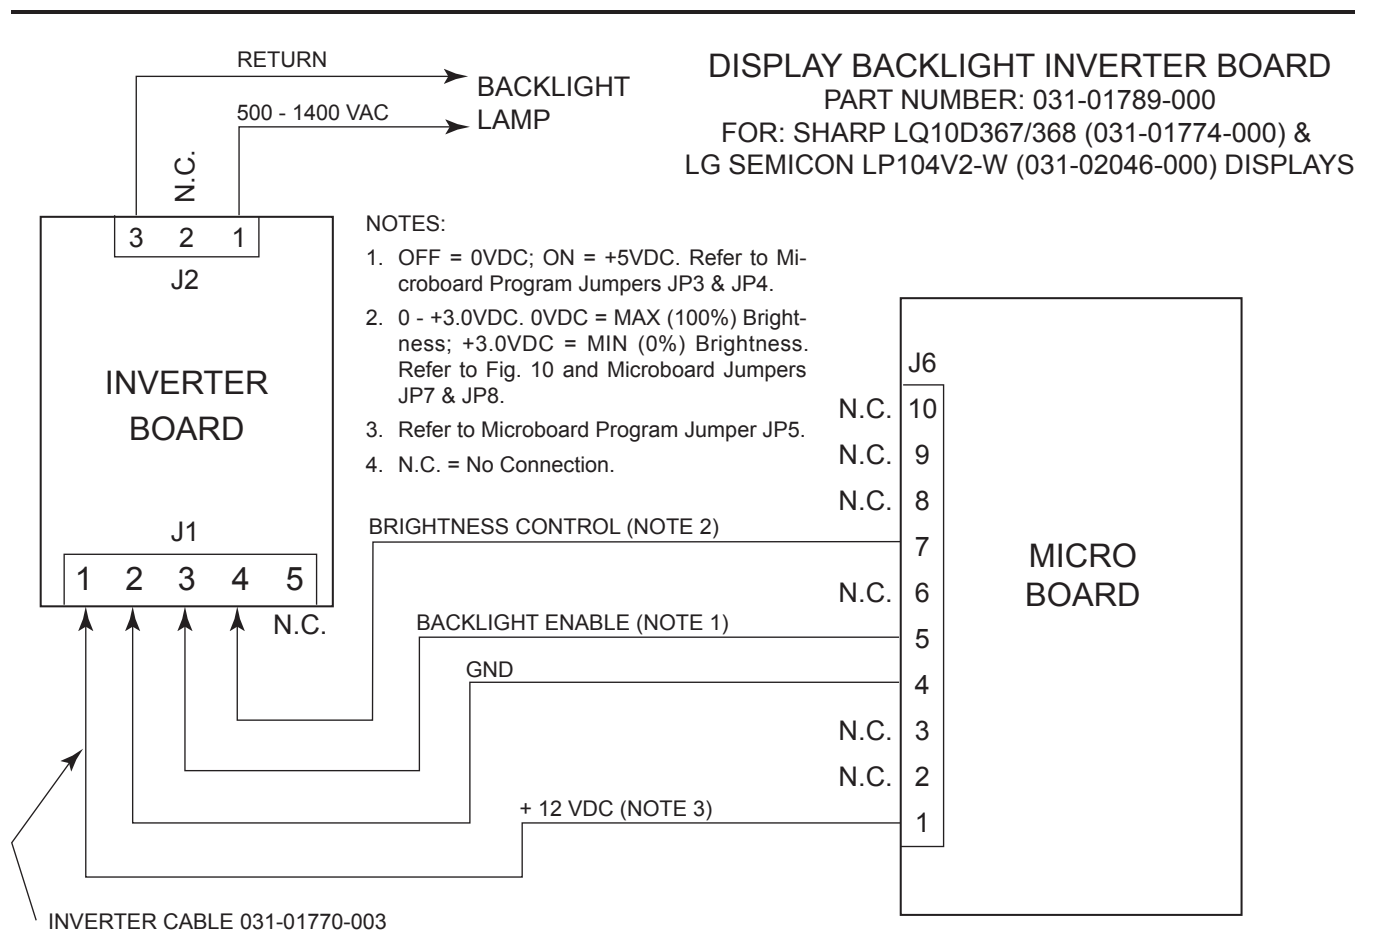 RETURN
BACKLIGHT
LAMP
500 - 1400 VAC
DISPLAY BACKLIGHT INVERTER BOARD
PART NUMBER: 031-01789-000
FOR: SHARP LQ10D367/368 (031-01774-000) &
LG SEMICON LP104V2-W (031-02046-000) DISPLAYS
N.C.
3 2 1
J2
INVERTER
BOARD
J1
1 2 3 4 5
N.C.
NOTES:
1. OFF = 0VDC; ON = +5VDC. Refer to Mi-
croboard Program Jumpers JP3 & JP4.
2. 0 - +3.0VDC. 0VDC = MAX (100%) Bright-
ness; +3.0VDC = MIN (0%) Brightness.
Refer to Fig. 10 and Microboard Jumpers
JP7 & JP8.
3. Refer to Microboard Program Jumper JP5.
4. N.C. = No Connection.
J6
N.C. 10
N.C. 9
N.C. 8
BRIGHTNESS CONTROL (NOTE 2)
7
N.C. 6
BACKLIGHT ENABLE (NOTE 1)
5
GND
4
N.C. 3
N.C. 2
+ 12 VDC (NOTE 3)
1
MICRO
BOARD
INVERTER CABLE 031-01770-003